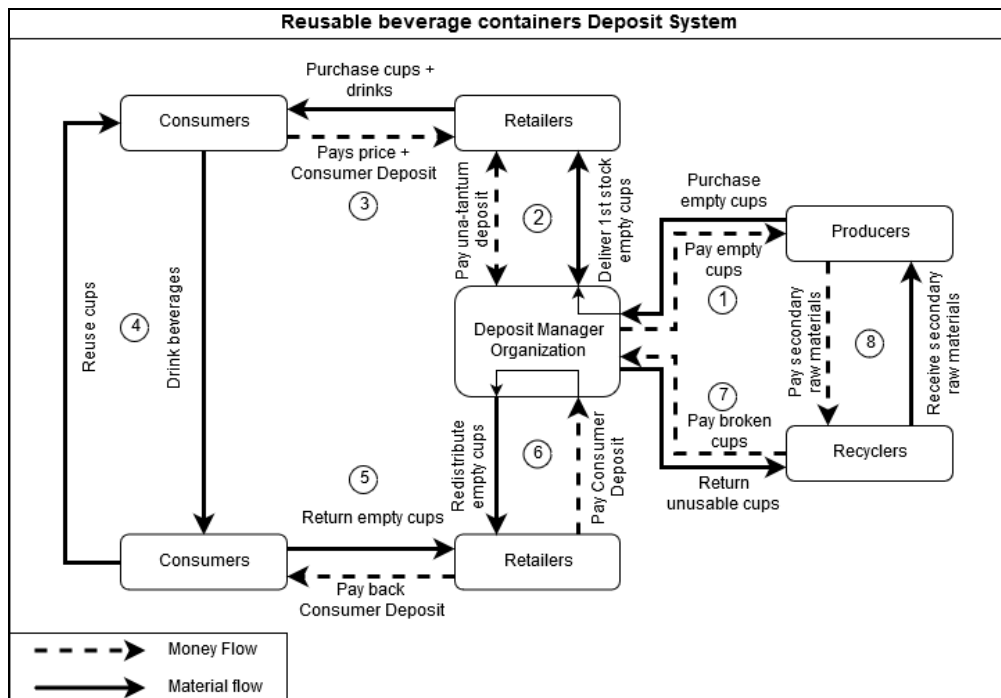 Reusable beverage containers Deposit System
Purchase cups +
drinks
Consumers
Retailers
Pays price +
Consumer Deposit
3
Pay una-tantum
deposit
2
Deliver 1st stock
empty cups
Purchase
empty cups
Pay empty
cups
1
Producers
Reuse cups
4
Drink beverages
Deposit Manager
Organization
Pay secondary
raw materials
8
Receive secondary
raw materials
7
Pay broken
cups
Recyclers
Return
unusable cups
Redistribute
empty cups
6
Pay Consumer
Deposit
5
Return empty cups
Consumers
Retailers
Pay back
Consumer Deposit
Money Flow
Material flow